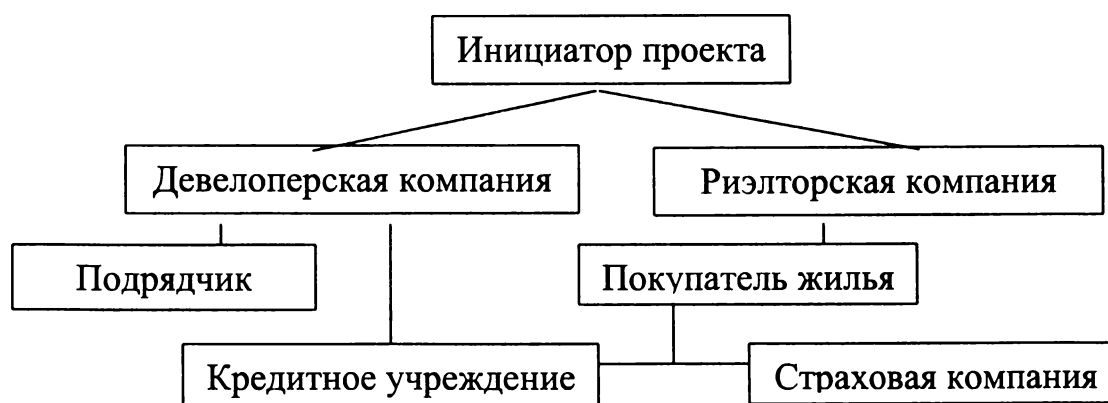 Инициатор проекта
Девелоперская компания
Риэлторская компания
Подрядчик
Покупатель жилья
Кредитное учреждение
Страховая компания